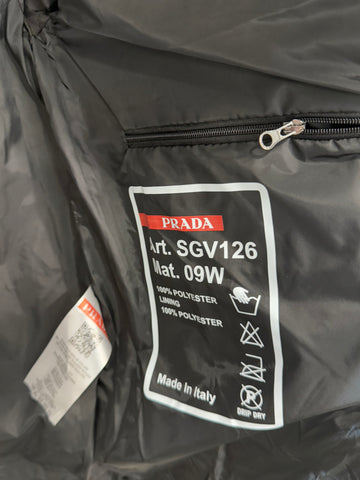 PRADA
Art. SGV126
Mat. 09W
100% POLYESTER
LINING
100% POLYESTER
Made in Italy
DRIP DRY